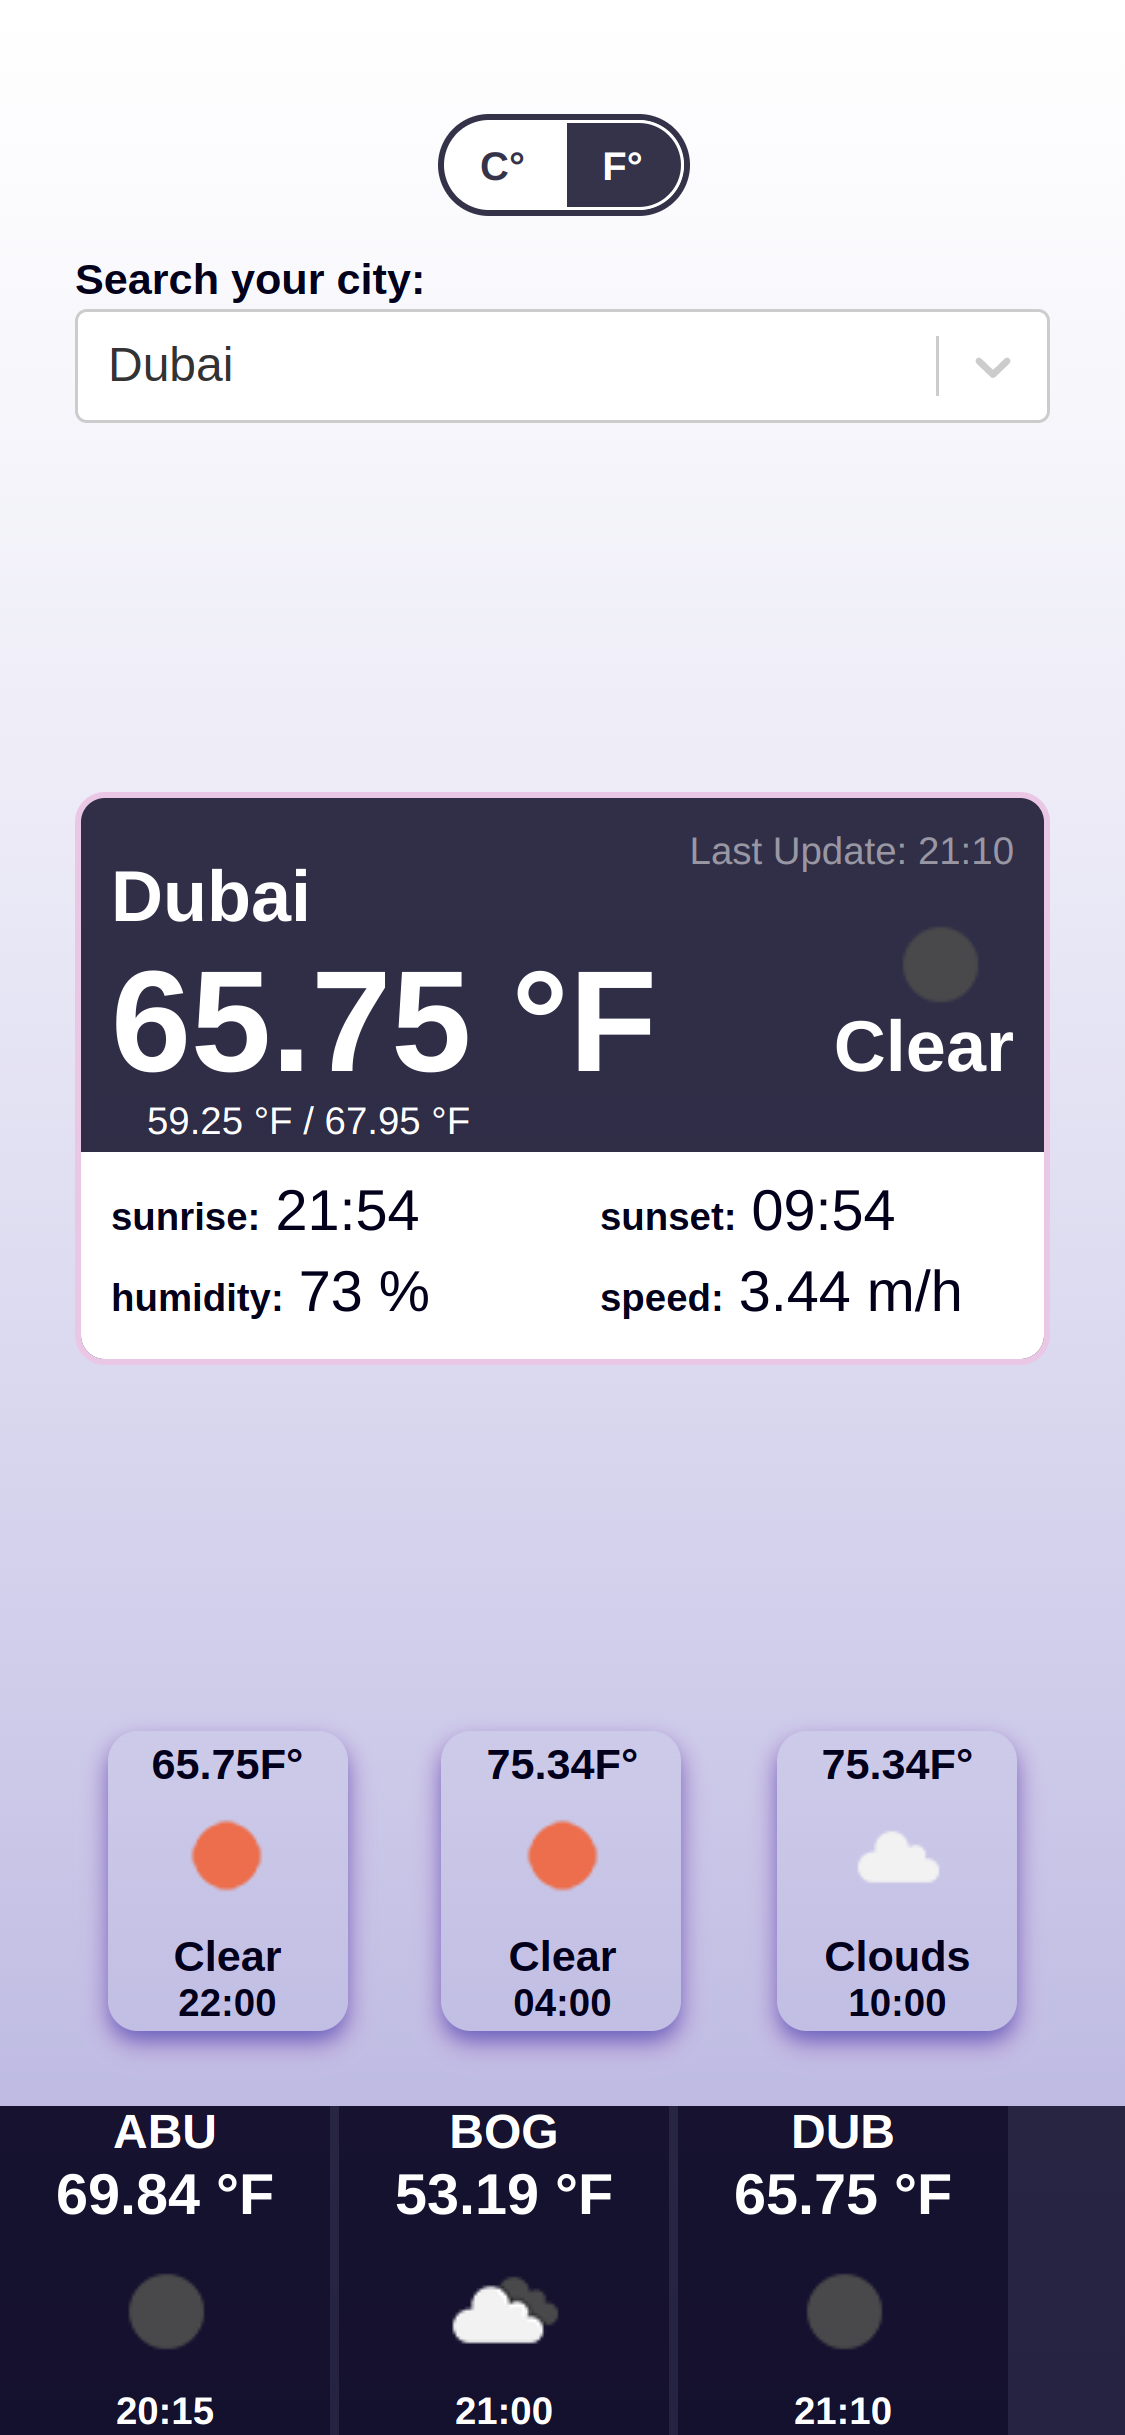 C° F°
Search your city:
Dubai
Last Update: 21:10
Dubai
65.75 °F
Clear
59.25 °F / 67.95 °F
sunrise: 21:54 sunset: 09:54
humidity: 73 % speed: 3.44 m/h
65.75F° 75.34F° 75.34F°
Clear Clear Clouds
22:00 04:00 10:00
ABU BOG DUB
69.84 °F 53.19 °F 65.75 °F
20:15 21:00 21:10